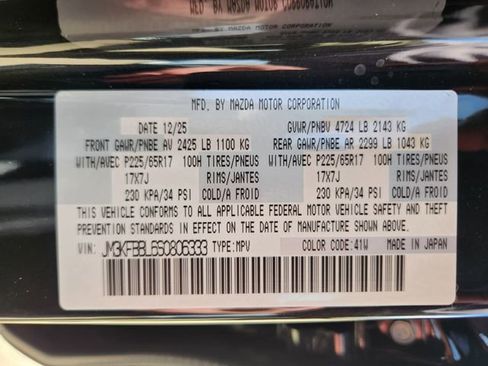 MFD. BY MAZDA MOTOR CORPORATION
DATE 12/25 GVWR/PNBV 4724 LB 2143 KG
FRONT GAWR/PNBE AV 2425 LB 1100 KG REAR GAWR/PNBE AR 2299 LB 1043 KG
WITH/AVEC P225/65R17 100H TIRES/PNEUS WITH/AVEC P225/65R17 100H TIRES/PNEUS
17X7J RIMS/JANTES 17X7J RIMS/JANTES
230 KPA/34 PSI COLD/A FROID 230 KPA/34 PSI COLD/A FROID
THIS VEHICLE CONFORMS TO ALL APPLICABLE FEDERAL MOTOR VEHICLE SAFETY AND THEFT
PREVENTION STANDARDS IN EFFECT ON THE DATE OF MANUFACTURE SHOWN ABOVE.
VIN: JM3KFBBL6S0806333 TYPE:MPV COLOR CODE:41W MADE IN JAPAN